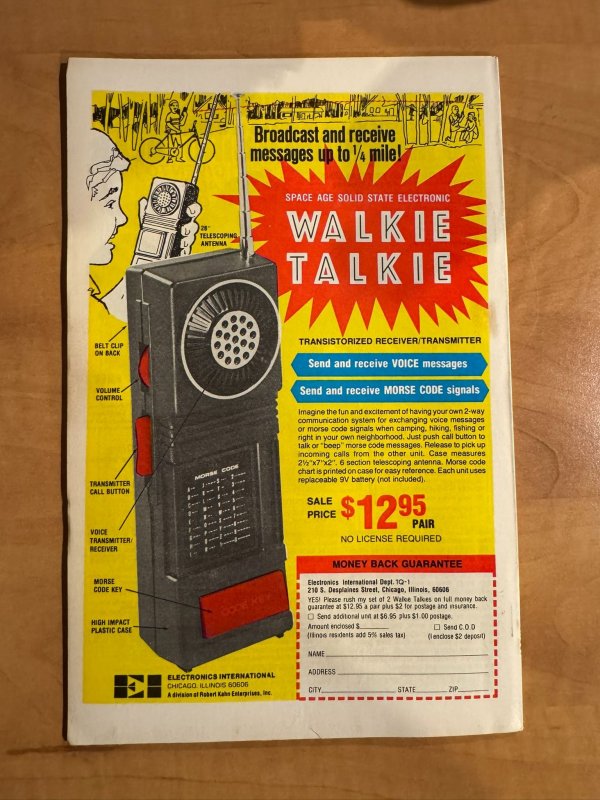 Broadcast and receive
messages up to 1/4 mile!
SPACE AGE SOLID STATE ELECTRONIC
WALKIE
TALKIE
28"
TELESCOPING
ANTENNA
TRANSISTORIZED RECEIVER/TRANSMITTER
Send and receive VOICE messages
Send and receive MORSE CODE signals
BELT CLIP
ON BACK
VOLUME
CONTROL
TRANSMITTER
CALL BUTTON
VOICE
TRANSMITTER/
RECEIVER
MORSE
CODE KEY
HIGH IMPACT
PLASTIC CASE
MORSE CODE
CODE KEY
Imagine the fun and excitement of having your own 2-way
communication system for exchanging voice messages
or morse code signals when camping, hiking, fishing or
right in your own neighborhood. Just push call button to
talk or "beep" morse code messages. Release to pick up
incoming calls from the other unit. Case measures
2½"x7"x2". 6 section telescoping antenna. Morse code
chart is printed on case for easy reference. Each unit uses
replaceable 9V battery (not included).
SALE
PRICE $12.95 PAIR
NO LICENSE REQUIRED
MONEY BACK GUARANTEE
Electronics International Dept. 1Q-1
210 S. Desplaines Street, Chicago, Illinois, 60606
YES! Please rush my set of 2 Walkie Talkies on full money back
guarantee at $12.95 a pair plus $2 for postage and insurance.
Send additional unit at $6.95 plus $1.00 postage.
Amount enclosed $ Send C.O.D
(Illinois residents add 5% sales tax) (I enclose $2 deposit)
NAME
ADDRESS
CITY STATE ZIP
EI
ELECTRONICS INTERNATIONAL
CHICAGO, ILLINOIS 60606
A division of Robert Kahn Enterprises, Inc.